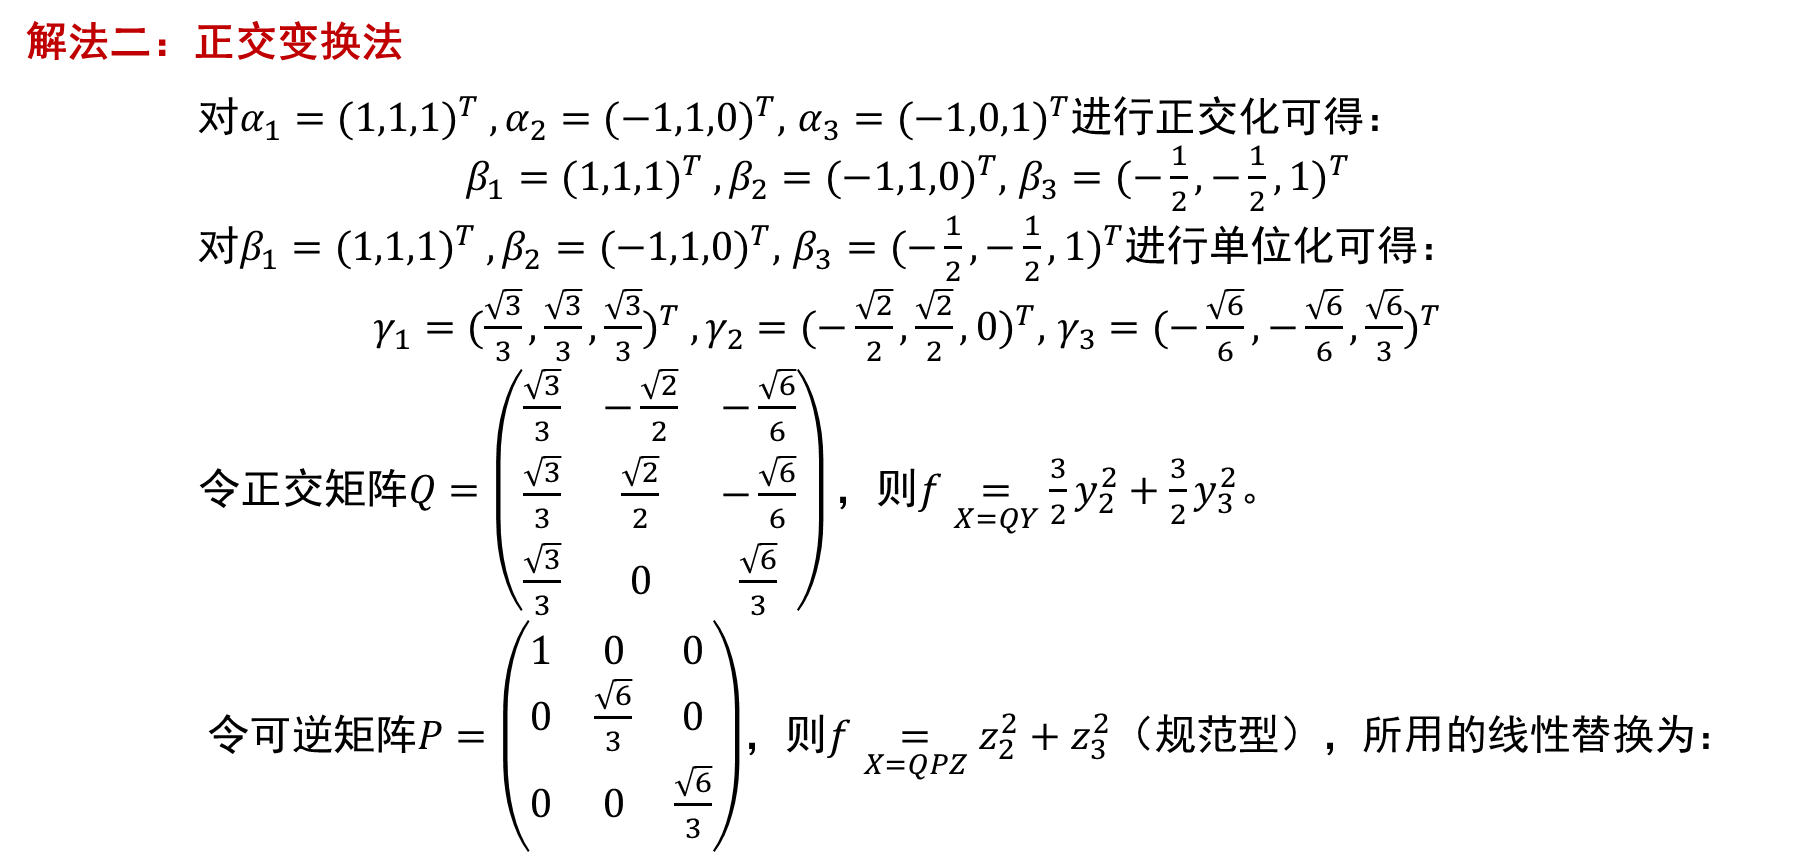 解法二：正交变换法
对α₁ = (1,1,1)ᵀ , α₂ = (−1,1,0)ᵀ, α₃ = (−1,0,1)ᵀ进行正交化可得：
β₁ = (1,1,1)ᵀ , β₂ = (−1,1,0)ᵀ, β₃ = (−1/2, −1/2, 1)ᵀ
对β₁ = (1,1,1)ᵀ , β₂ = (−1,1,0)ᵀ, β₃ = (−1/2, −1/2, 1)ᵀ进行单位化可得：
γ₁ = (√3/3, √3/3, √3/3)ᵀ , γ₂ = (−√2/2, √2/2, 0)ᵀ, γ₃ = (−√6/6, −√6/6, √6/3)ᵀ
√3/3 −√2/2 −√6/6
令正交矩阵Q = ( √3/3 √2/2 −√6/6 ) ，则f =_{X=QY} 3/2 y₂² + 3/2 y₃²。
√3/3 0 √6/3
1 0 0
令可逆矩阵P = ( 0 √6/3 0 )，则f =_{X=QPZ} z₂² + z₃²（规范型），所用的线性替换为：
0 0 √6/3